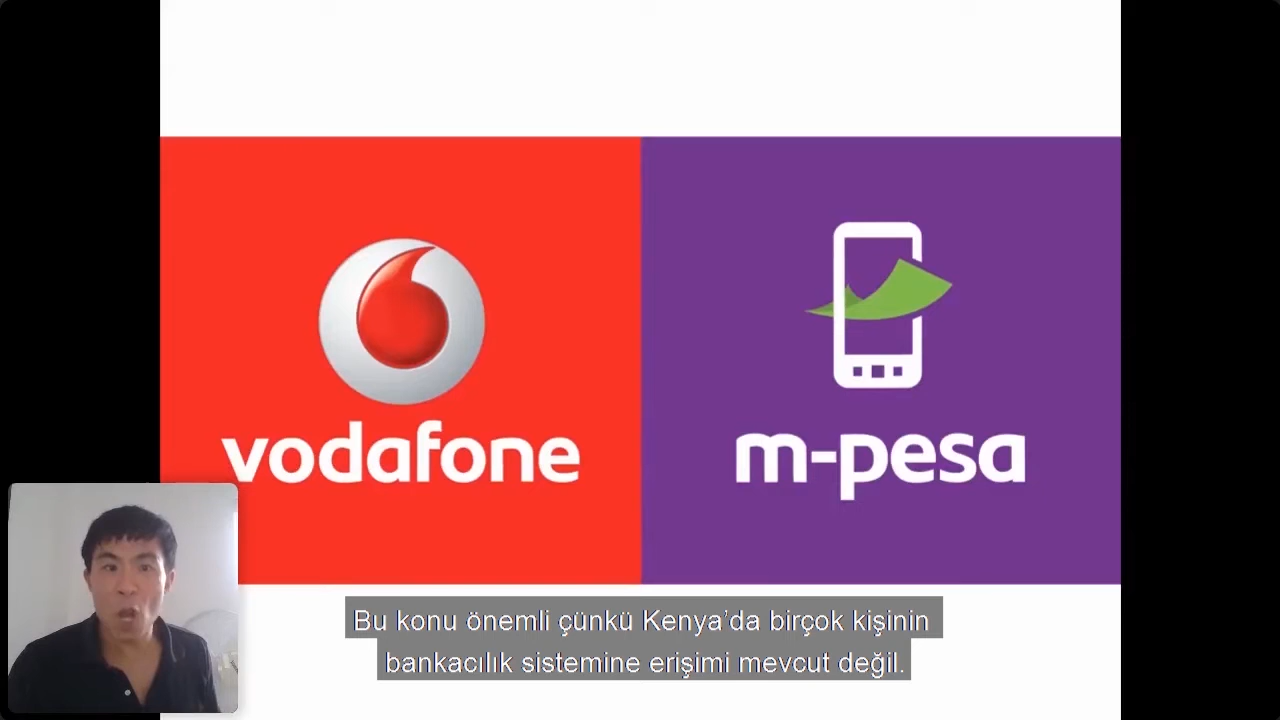 vodafone
m-pesa
Bu konu önemli çünkü Kenya’da birçok kişinin
bankacılık sistemine erişimi mevcut değil.